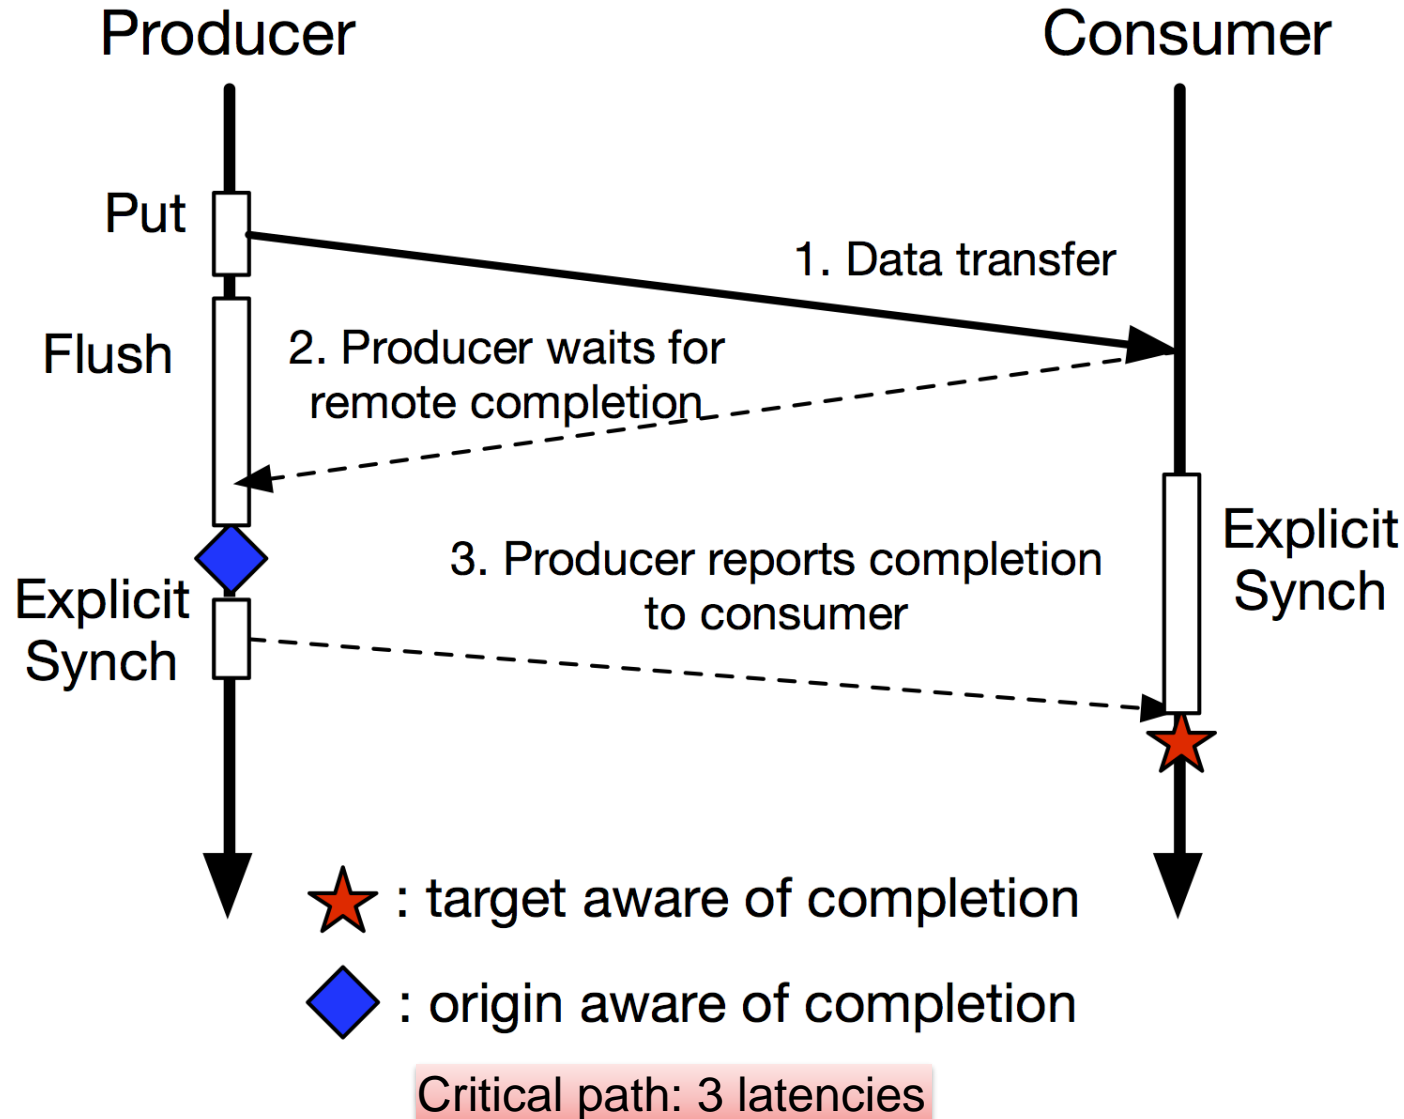 Producer
Consumer
Put
1. Data transfer
Flush
2. Producer waits for
remote completion
Explicit
Synch
3. Producer reports completion
to consumer
Explicit
Synch
: target aware of completion
: origin aware of completion
Critical path: 3 latencies